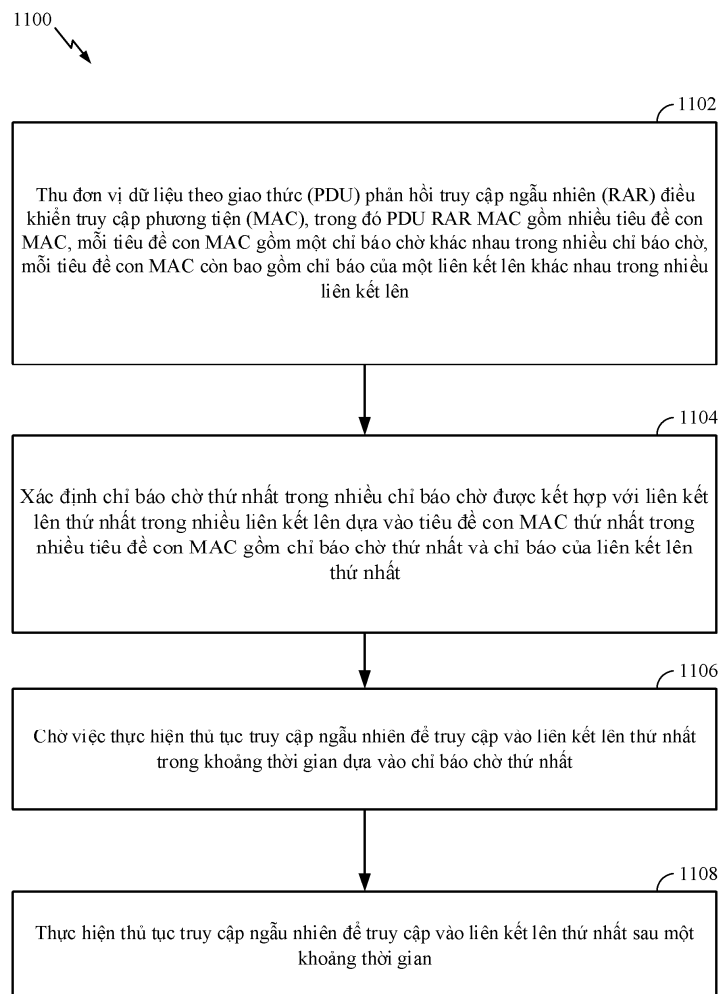 1100
1102
Thu đơn vị dữ liệu theo giao thức (PDU) phản hồi truy cập ngẫu nhiên (RAR) điều
khiển truy cập phương tiện (MAC), trong đó PDU RAR MAC gồm nhiều tiêu đề con
MAC, mỗi tiêu đề con MAC gồm một chỉ báo chờ khác nhau trong nhiều chỉ báo chờ,
mỗi tiêu đề con MAC còn bao gồm chỉ báo của một liên kết lên khác nhau trong nhiều
liên kết lên
1104
Xác định chỉ báo chờ thứ nhất trong nhiều chỉ báo chờ được kết hợp với liên kết
lên thứ nhất trong nhiều liên kết lên dựa vào tiêu đề con MAC thứ nhất trong
nhiều tiêu đề con MAC gồm chỉ báo chờ thứ nhất và chỉ báo của liên kết lên
thứ nhất
1106
Chờ việc thực hiện thủ tục truy cập ngẫu nhiên để truy cập vào liên kết lên thứ nhất
trong khoảng thời gian dựa vào chỉ báo chờ thứ nhất
1108
Thực hiện thủ tục truy cập ngẫu nhiên để truy cập vào liên kết lên thứ nhất sau một
khoảng thời gian